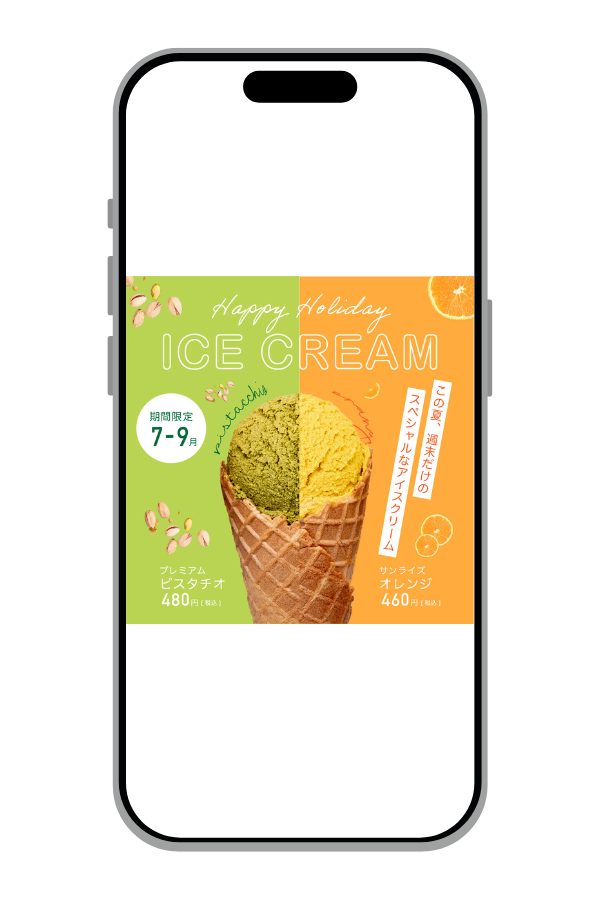 Happy Holiday
ICE CREAM
pistacchio
期間限定
7-9月
この夏、週末だけの
スペシャルなアイスクリーム
プレミアム
ピスタチオ
480円(税込)
サンライズ
オレンジ
460円(税込)